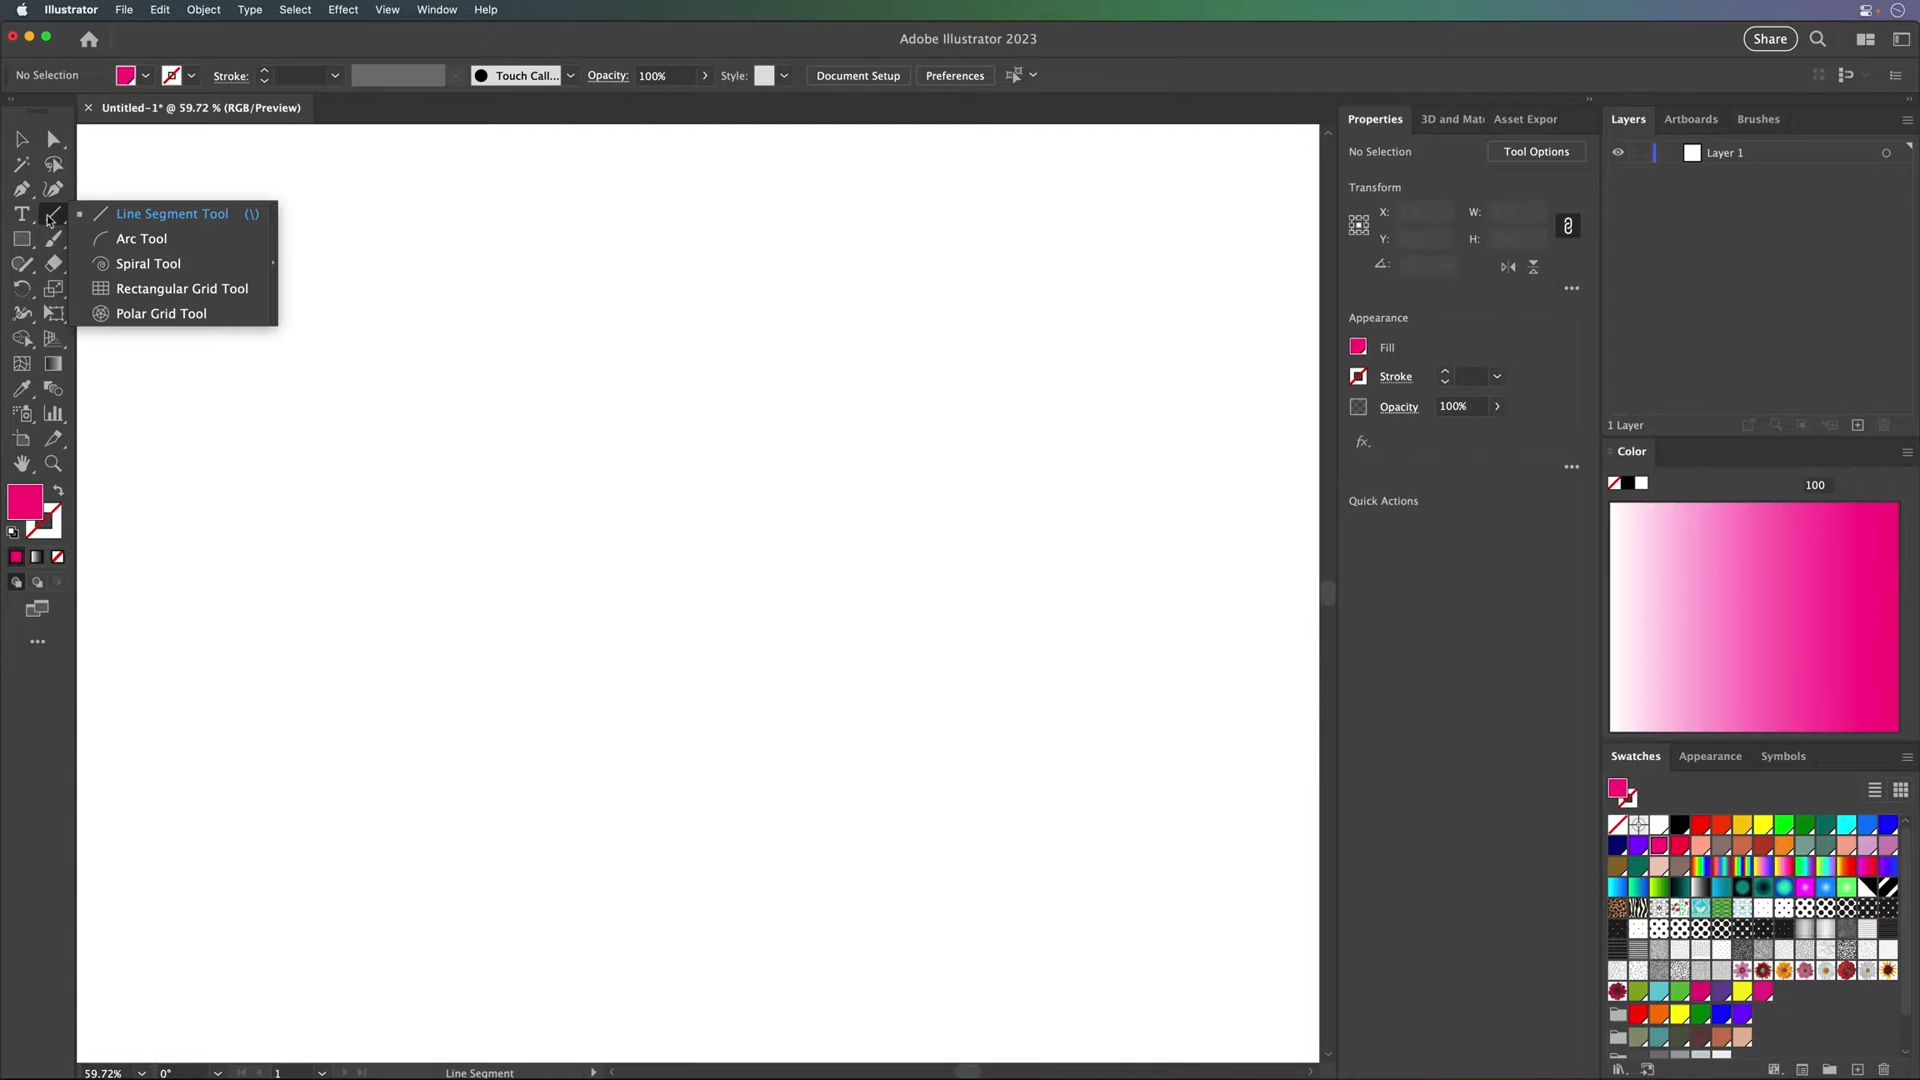 Illustrator File Edit Object Type Select Effect View Window Help
Adobe Illustrator 2023
Share
No Selection
Stroke:
Touch Call...
Opacity: 100%
Style:
Document Setup
Preferences
× Untitled-1* @ 59.72 % (RGB/Preview)
Line Segment Tool (\)
Arc Tool
Spiral Tool
Rectangular Grid Tool
Polar Grid Tool
Properties 3D and Mate Asset Expor
No Selection
Tool Options
Transform
X: W:
Y: H:
Appearance
Fill
Stroke
Opacity 100%
fx.
Quick Actions
Layers Artboards Brushes
Layer 1
1 Layer
Color
100
Swatches Appearance Symbols
59.72% 0° 1 Line Segment